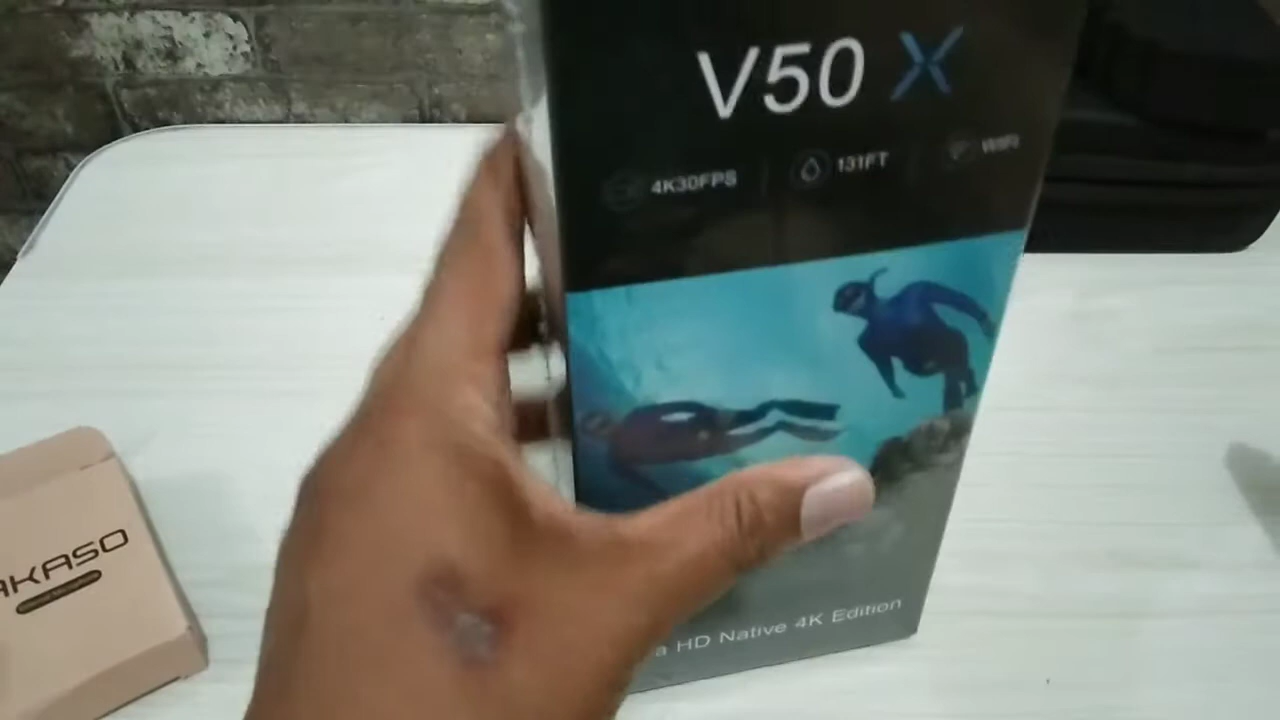 V50 X
4K30FPS
131FT
WIFI
HD Native 4K Edition
AKASO